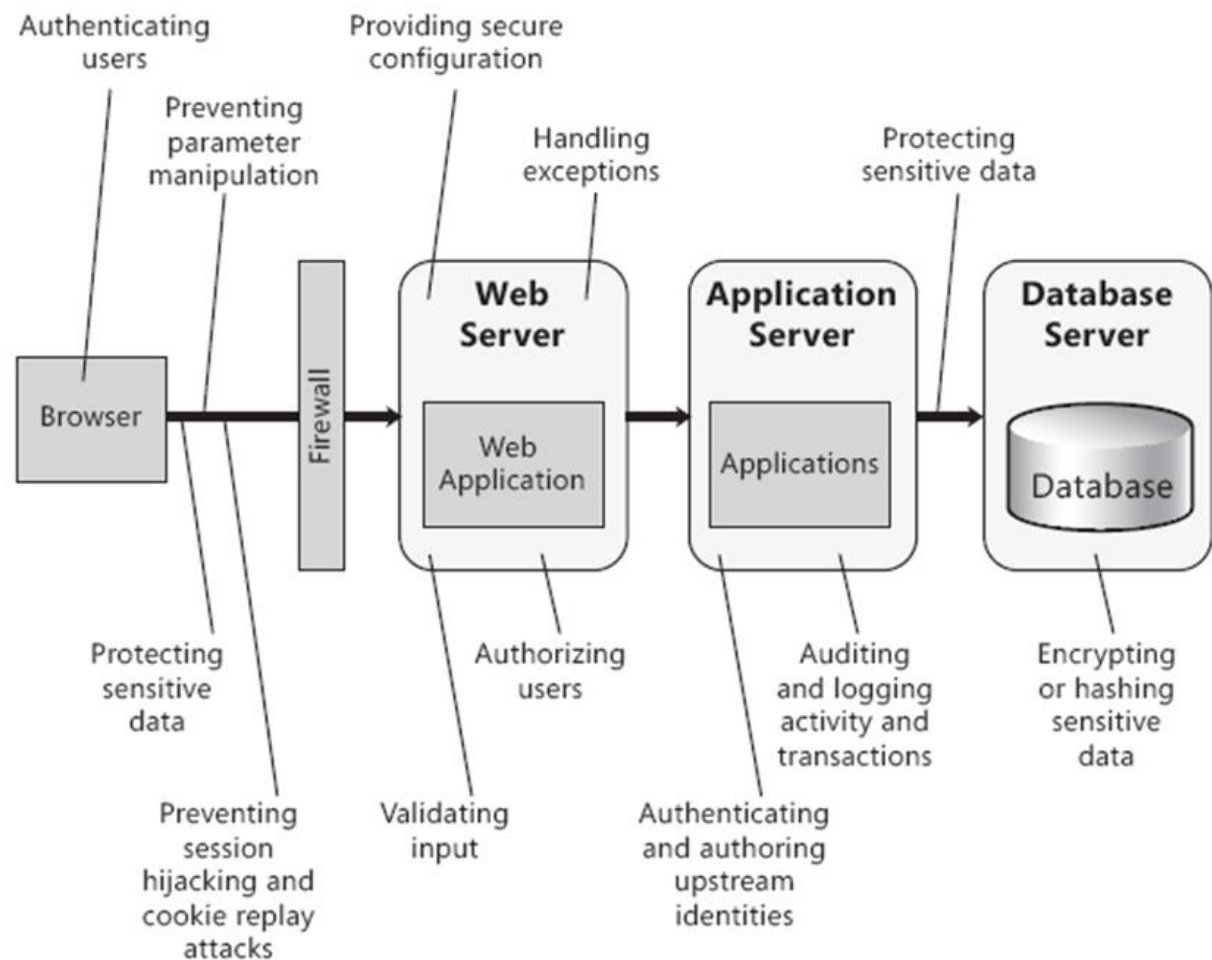 Authenticating
users
Providing secure
configuration
Preventing
parameter
manipulation
Handling
exceptions
Protecting
sensitive data
Browser
Firewall
Web
Server
Web
Application
Application
Server
Applications
Database
Server
Database
Protecting
sensitive
data
Authorizing
users
Auditing
and logging
activity and
transactions
Encrypting
or hashing
sensitive
data
Preventing
session
hijacking and
cookie replay
attacks
Validating
input
Authenticating
and authoring
upstream
identities